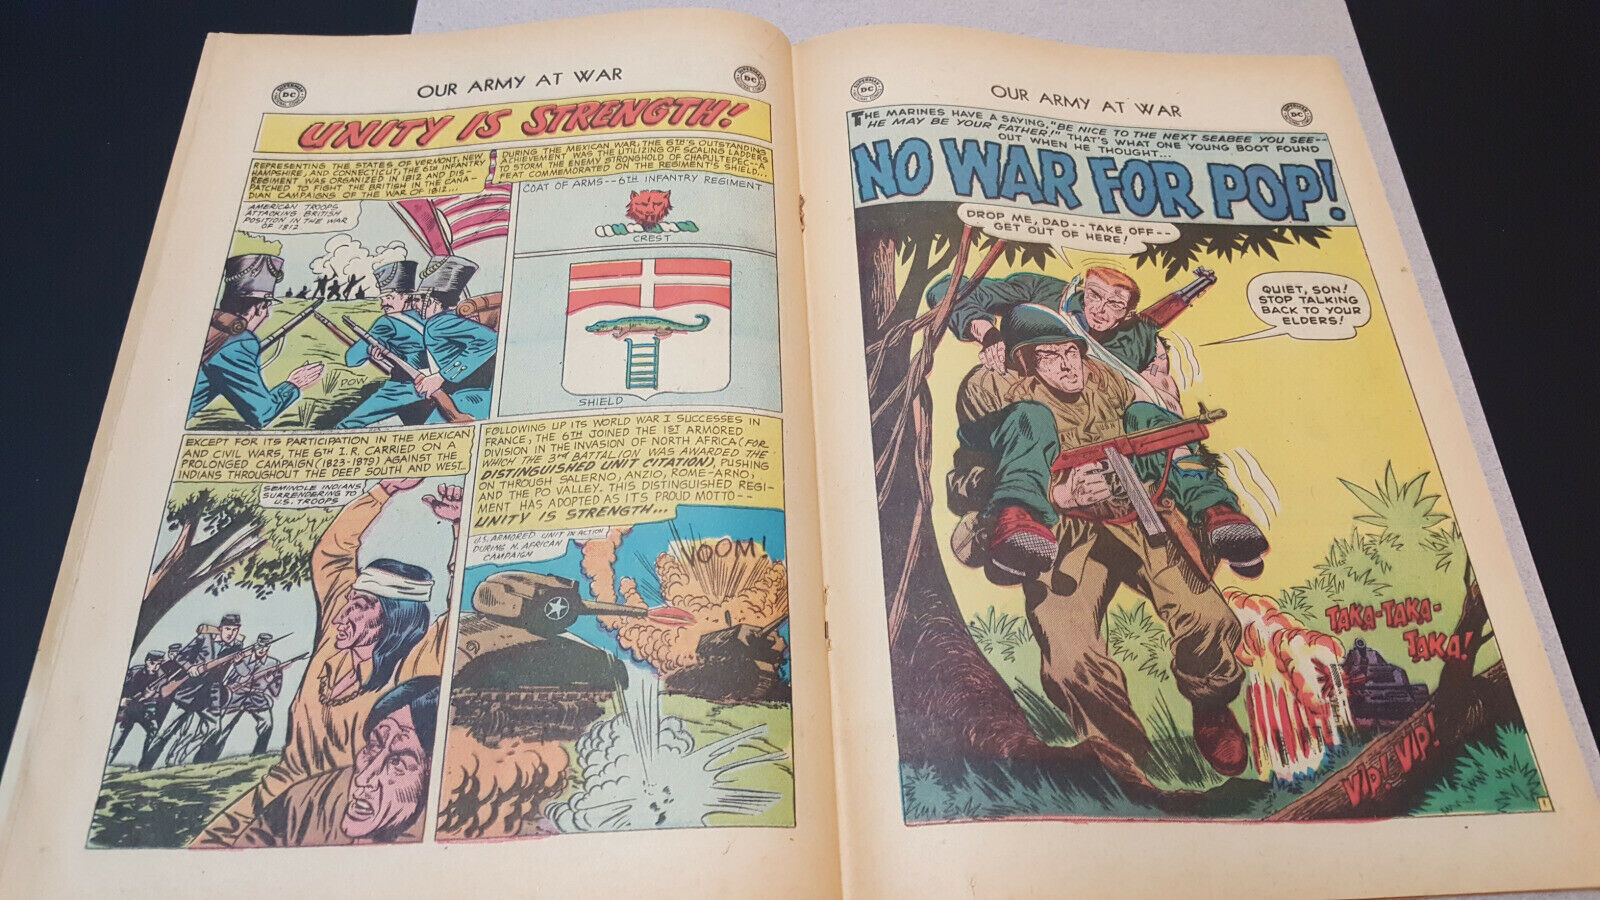 OUR ARMY AT WAR
DC
DC
UNITY IS STRENGTH!
REPRESENTING THE STATES OF VERMONT, NEW
HAMPSHIRE, AND CONNECTICUT, THE 6TH INFANTRY
REGIMENT WAS ORGANIZED IN 1812 AND DIS-
PATCHED TO FIGHT THE BRITISH IN THE CANA-
DIAN CAMPAIGNS OF THE WAR OF 1812...
AMERICAN TROOPS
ATTACKING BRITISH
POSITION IN THE WAR
OF 1812
POW
DURING THE MEXICAN WAR, THE 6TH'S OUTSTANDING
ACHIEVEMENT WAS THE UTILIZING OF SCALING LADDERS
TO STORM THE ENEMY STRONGHOLD OF CHAPULTEPEC--A
FEAT COMMEMORATED ON THE REGIMENT'S SHIELD...
COAT OF ARMS--6TH INFANTRY REGIMENT
CREST
SHIELD
EXCEPT FOR ITS PARTICIPATION IN THE MEXICAN
AND CIVIL WARS, THE 6TH I.R. CARRIED ON A
PROLONGED CAMPAIGN (1823-1879) AGAINST THE
INDIANS THROUGHOUT THE DEEP SOUTH AND WEST...
SEMINOLE INDIANS
SURRENDERING TO
U.S. TROOPS
FOLLOWING UP ITS WORLD WAR I SUCCESSES IN
FRANCE, THE 6TH JOINED THE 1ST ARMORED
DIVISION IN THE INVASION OF NORTH AFRICA (FOR
WHICH THE 3RD BATTALION WAS AWARDED THE
DISTINGUISHED UNIT CITATION), PUSHING
ON THROUGH SALERNO, ANZIO, ROME-ARNO,
AND THE PO VALLEY. THIS DISTINGUISHED REGI-
MENT HAS ADOPTED AS ITS PROUD MOTTO--
UNITY IS STRENGTH...
U.S. ARMORED UNIT IN ACTION
DURING N. AFRICAN
CAMPAIGN
VOOM!
OUR ARMY AT WAR
DC
DC
THE MARINES HAVE A SAYING, "BE NICE TO THE NEXT SEABEE YOU SEE--
HE MAY BE YOUR FATHER!" THAT'S WHAT ONE YOUNG BOOT FOUND
OUT WHEN HE THOUGHT...
NO WAR FOR POP!
DROP ME, DAD--TAKE OFF--
GET OUT OF HERE!
QUIET, SON!
STOP TALKING
BACK TO YOUR
ELDERS!
TAKA-TAKA-
TAKA!
VIP! VIP!
1